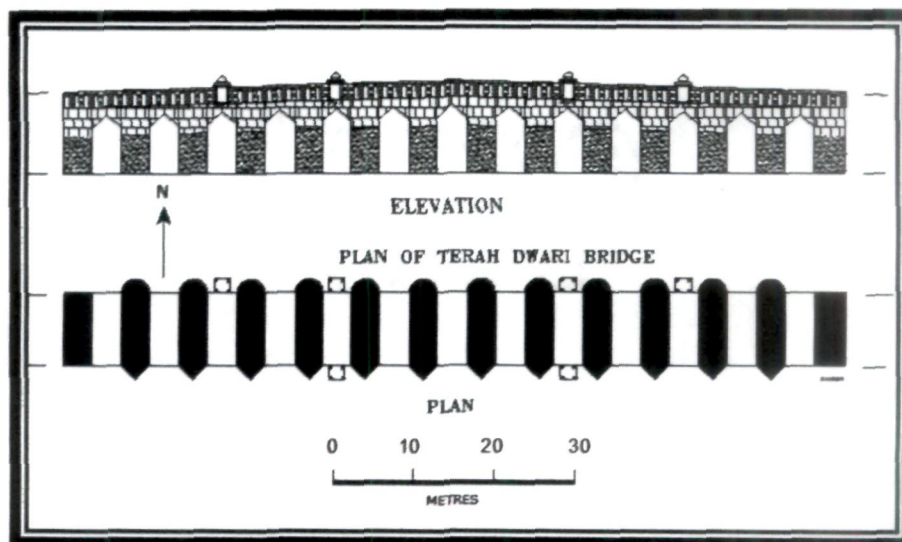 N
ELEVATION
PLAN OF TERAH DWARI BRIDGE
PLAN
0 10 20 30
METRES